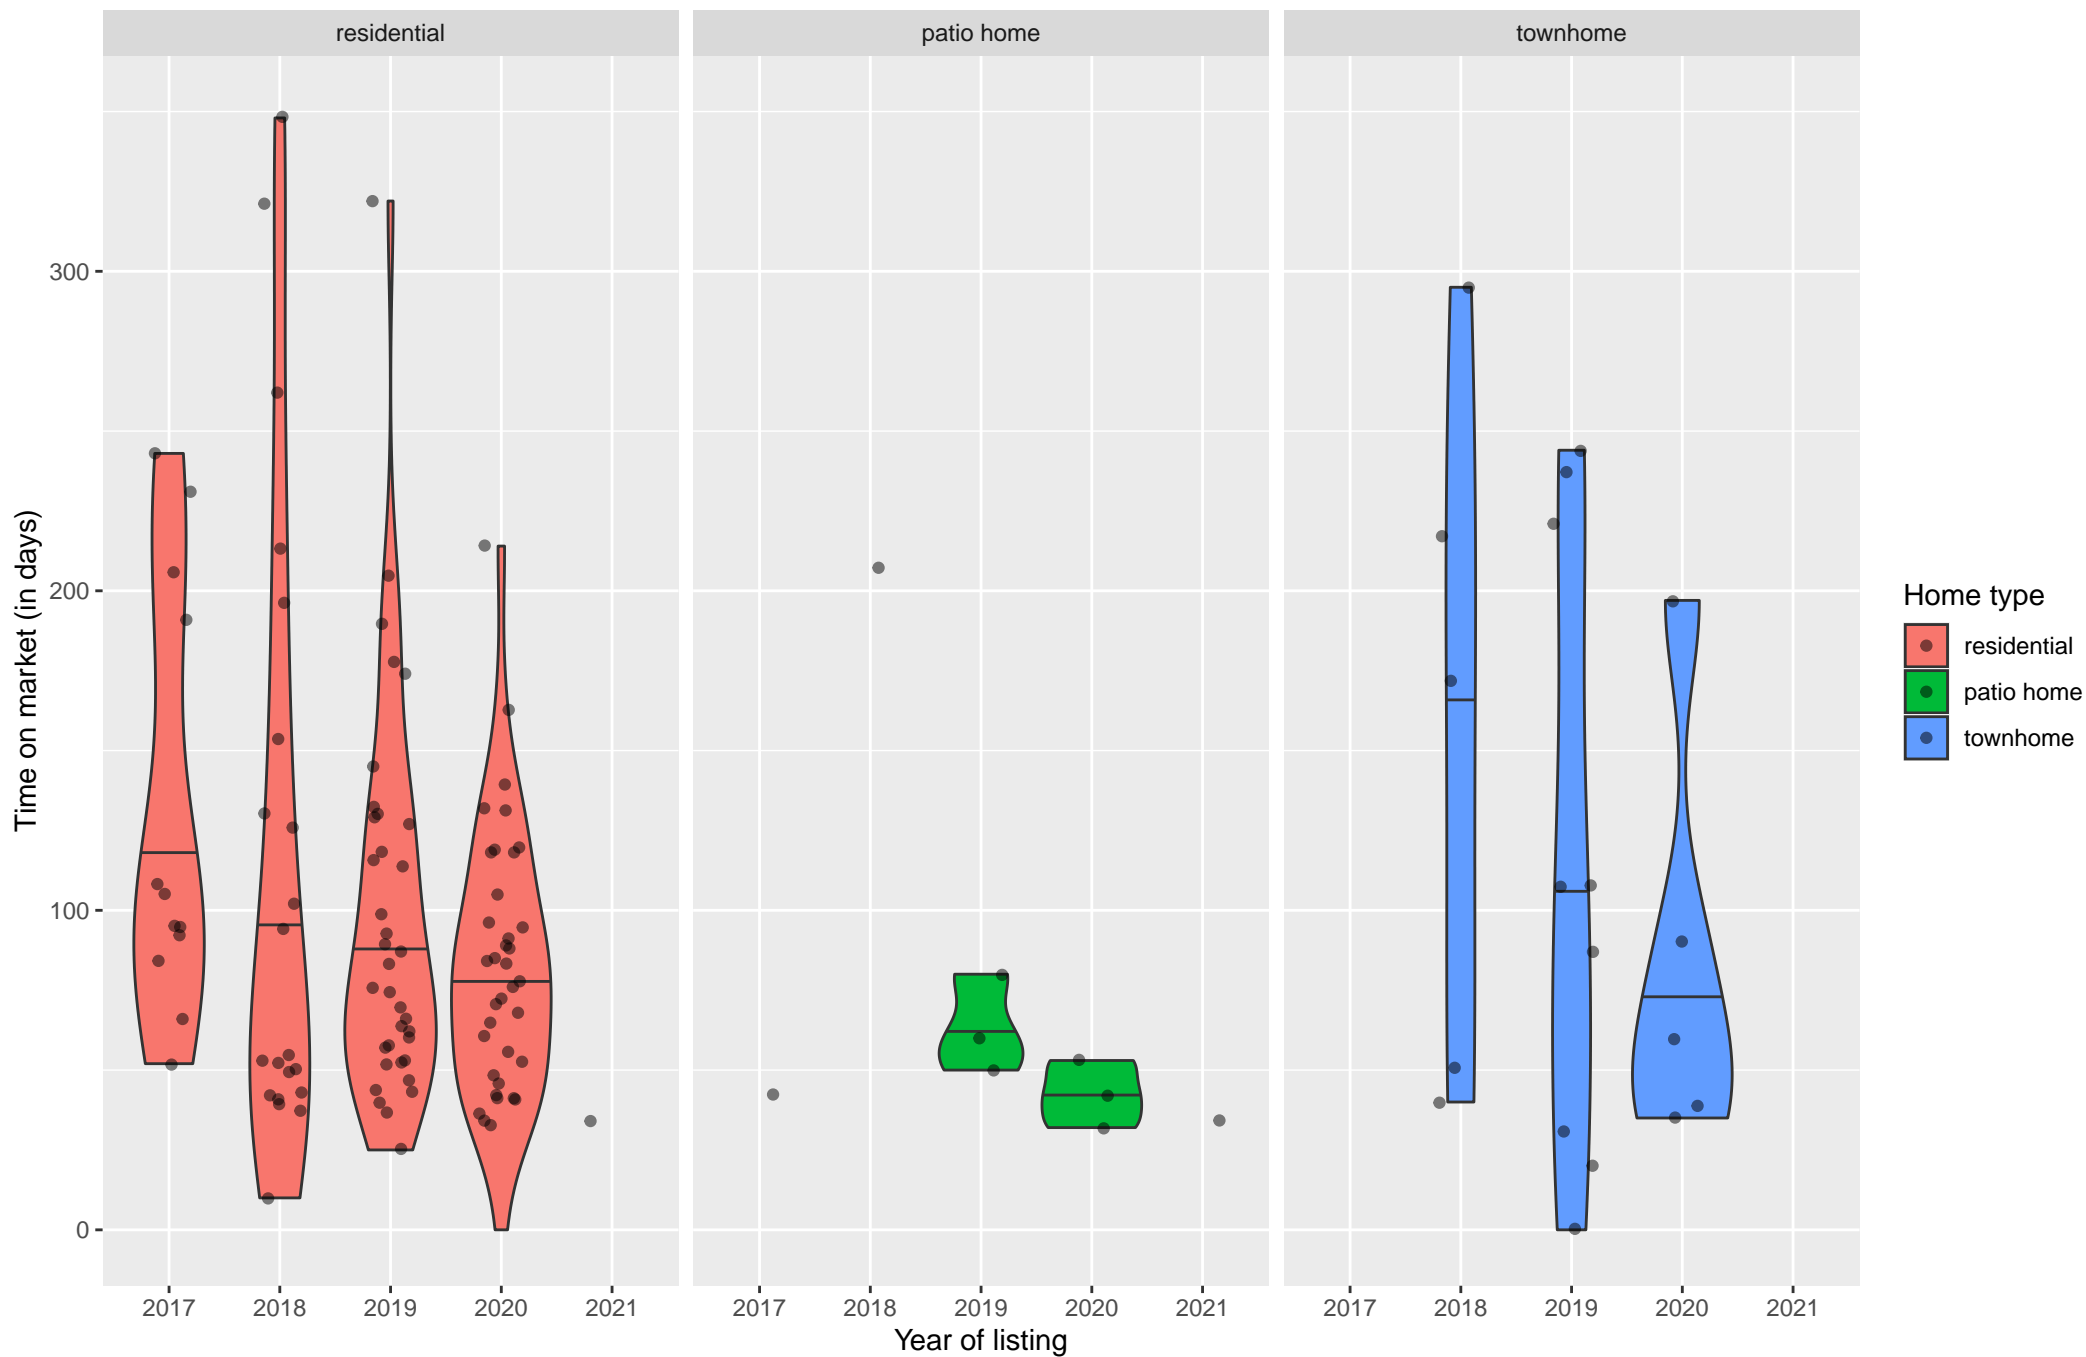 residential
patio home
townhome
Time on market (in days)
300
200
100
0
2017 2018 2019 2020 2021
2017 2018 2019 2020 2021
2017 2018 2019 2020 2021
Year of listing
Home type
residential
patio home
townhome